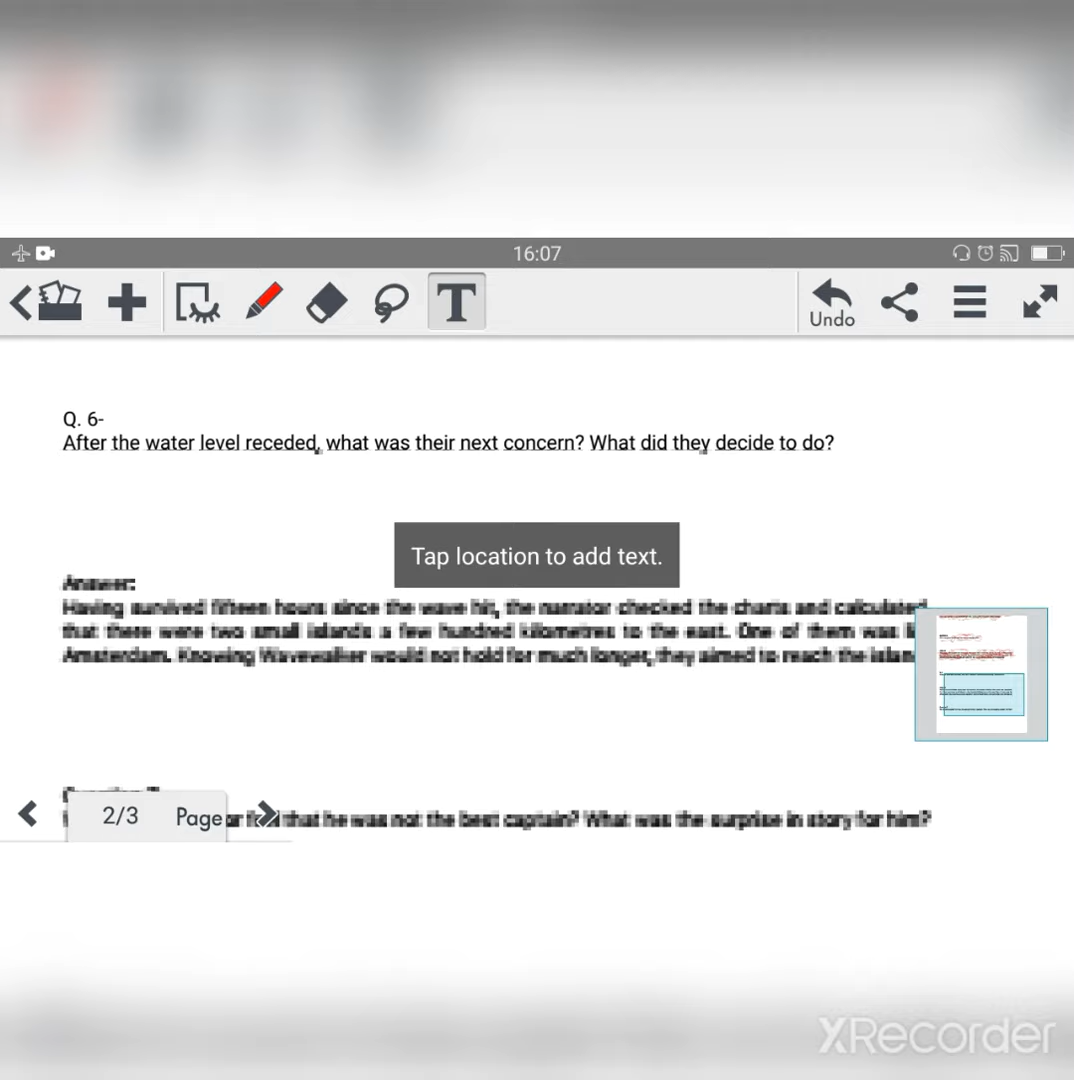 16:07
T
Undo
Q. 6-
After the water level receded, what was their next concern? What did they decide to do?
Tap location to add text.
Answer:
Having survived fifteen hours since the wave hit, the narrator checked the charts and calculated
that there were two small islands a few hundred kilometres to the east. One of them was
Amsterdam. Knowing Wavewalker would not hold for much longer, they aimed to reach the
2/3 Page
that he was not the best captain? What was the surprise in story for him?
XRecorder